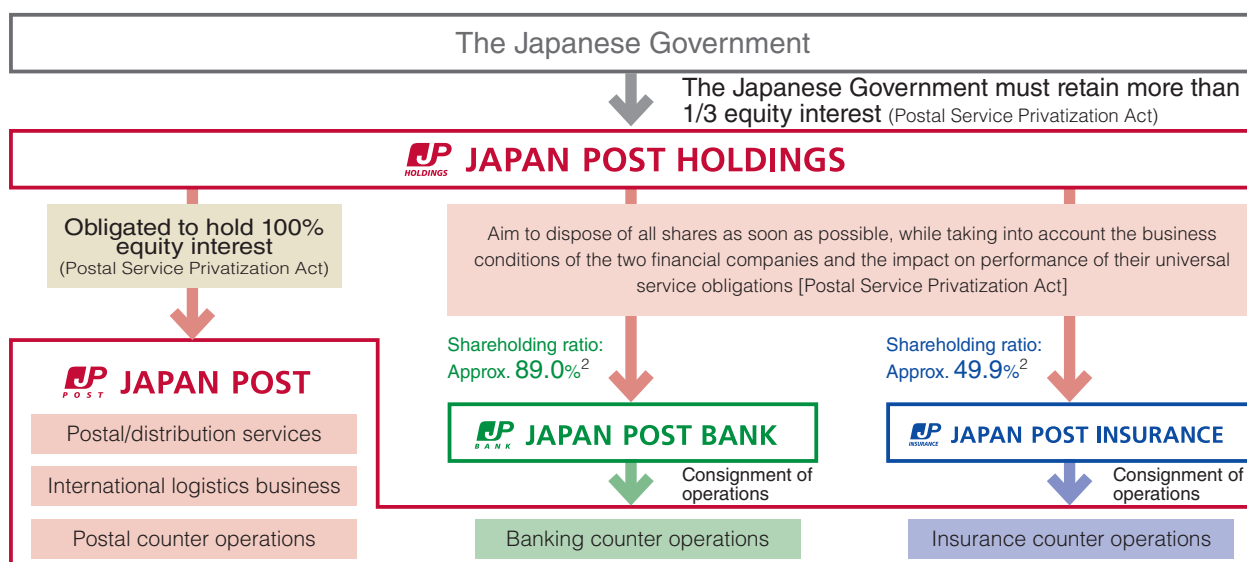 The Japanese Government
The Japanese Government must retain more than
1/3 equity interest (Postal Service Privatization Act)
JP HOLDINGS JAPAN POST HOLDINGS
Obligated to hold 100%
equity interest
(Postal Service Privatization Act)
Aim to dispose of all shares as soon as possible, while taking into account the business
conditions of the two financial companies and the impact on performance of their universal
service obligations [Postal Service Privatization Act]
Shareholding ratio:
Approx. 89.0%2
Shareholding ratio:
Approx. 49.9%2
JP POST JAPAN POST
JP BANK JAPAN POST BANK
JP INSURANCE JAPAN POST INSURANCE
Postal/distribution services
International logistics business
Postal counter operations
Consignment of
operations
Consignment of
operations
Banking counter operations
Insurance counter operations